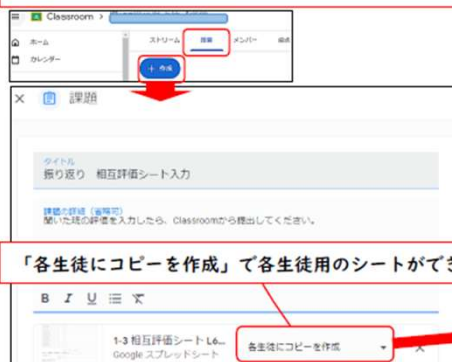 Classroom >
ホーム
カレンダー
ストリーム 授業 メンバー 採点
+ 作成
× 課題
タイトル
振り返り 相互評価シート入力
課題の詳細（省略可）
聞いた班の評価を入力したら、Classroomから提出してください。
「各生徒にコピーを作成」で各生徒用のシートができ
B I U
1-3 相互評価シート L6...
Google スプレッドシート
各生徒にコピーを作成